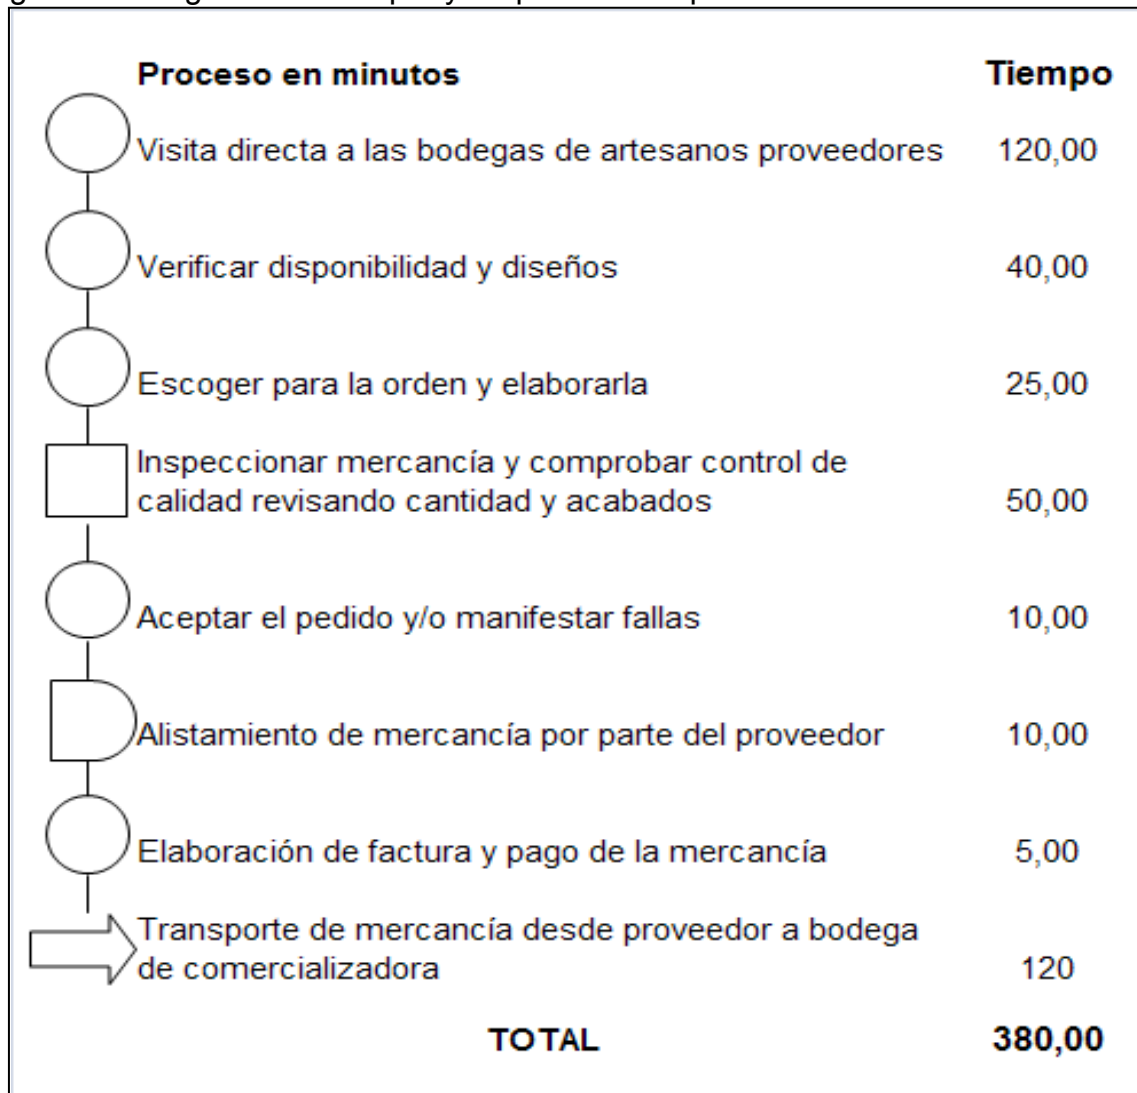 Proceso en minutos Tiempo
Visita directa a las bodegas de artesanos proveedores 120,00
Verificar disponibilidad y diseños 40,00
Escoger para la orden y elaborarla 25,00
Inspeccionar mercancía y comprobar control de
calidad revisando cantidad y acabados 50,00
Aceptar el pedido y/o manifestar fallas 10,00
Alistamiento de mercancía por parte del proveedor 10,00
Elaboración de factura y pago de la mercancía 5,00
Transporte de mercancía desde proveedor a bodega
de comercializadora 120
TOTAL 380,00